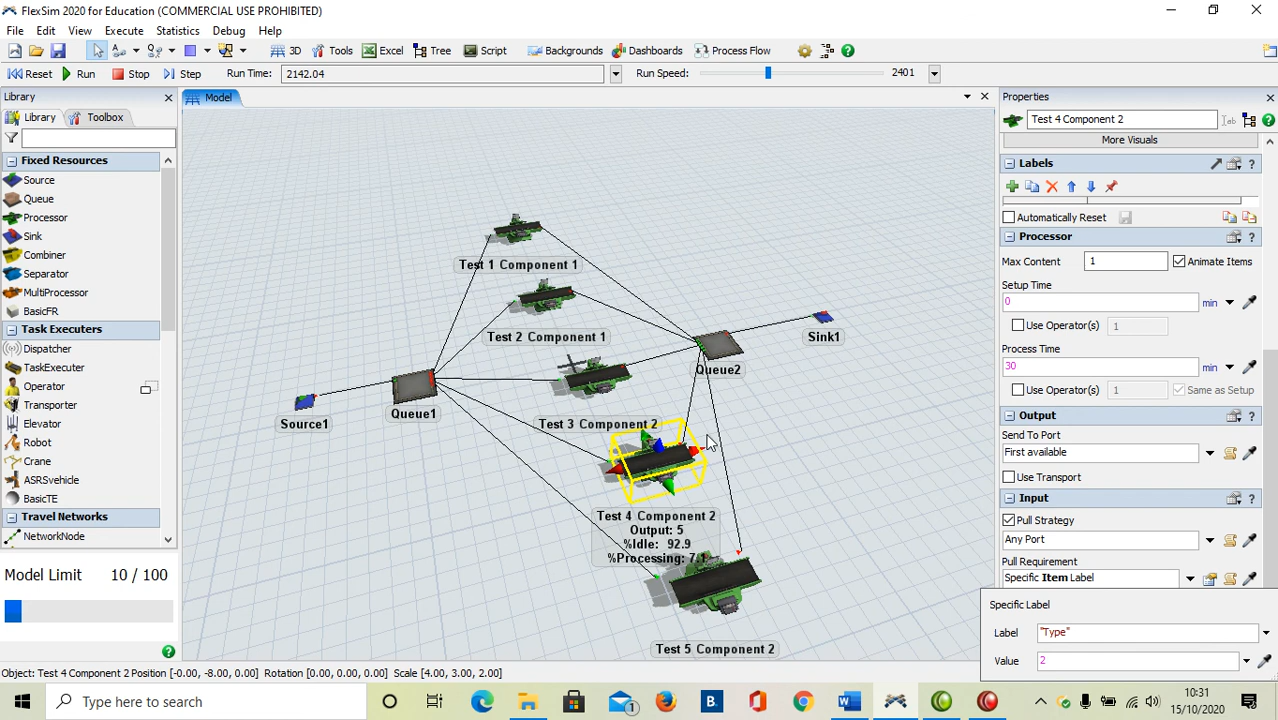 FlexSim 2020 for Education (COMMERCIAL USE PROHIBITED)
File Edit View Execute Statistics Debug Help
3D Tools Excel Tree Script Backgrounds Dashboards Process Flow
Reset Run Stop Step Run Time: 2142.04 Run Speed: 2401
Library
Library Toolbox
Fixed Resources
Source
Queue
Processor
Sink
Combiner
Separator
MultiProcessor
BasicFR
Task Executers
Dispatcher
TaskExecuter
Operator
Transporter
Elevator
Robot
Crane
ASRSvehicle
BasicTE
Travel Networks
NetworkNode
Model Limit 10 / 100
Model
Test 1 Component 1
Test 2 Component 1
Sink1
Queue2
Source1
Queue1
Test 3 Component 2
Test 4 Component 2
Output: 5
%Idle: 92.9
%Processing: 7.1
Test 5 Component 2
Properties
Test 4 Component 2
More Visuals
Labels
Automatically Reset
Processor
Max Content 1 Animate Items
Setup Time
0 min
Use Operator(s) 1
Process Time
30 min
Use Operator(s) 1 Same as Setup
Output
Send To Port
First available
Use Transport
Input
Pull Strategy
Any Port
Pull Requirement
Specific Item Label
Specific Label
Label "Type"
Value 2
Object: Test 4 Component 2 Position [-0.00, -8.00, 0.00] Rotation [0.00, 0.00, 0.00] Scale [4.00, 3.00, 2.00]
Type here to search
10:31
15/10/2020